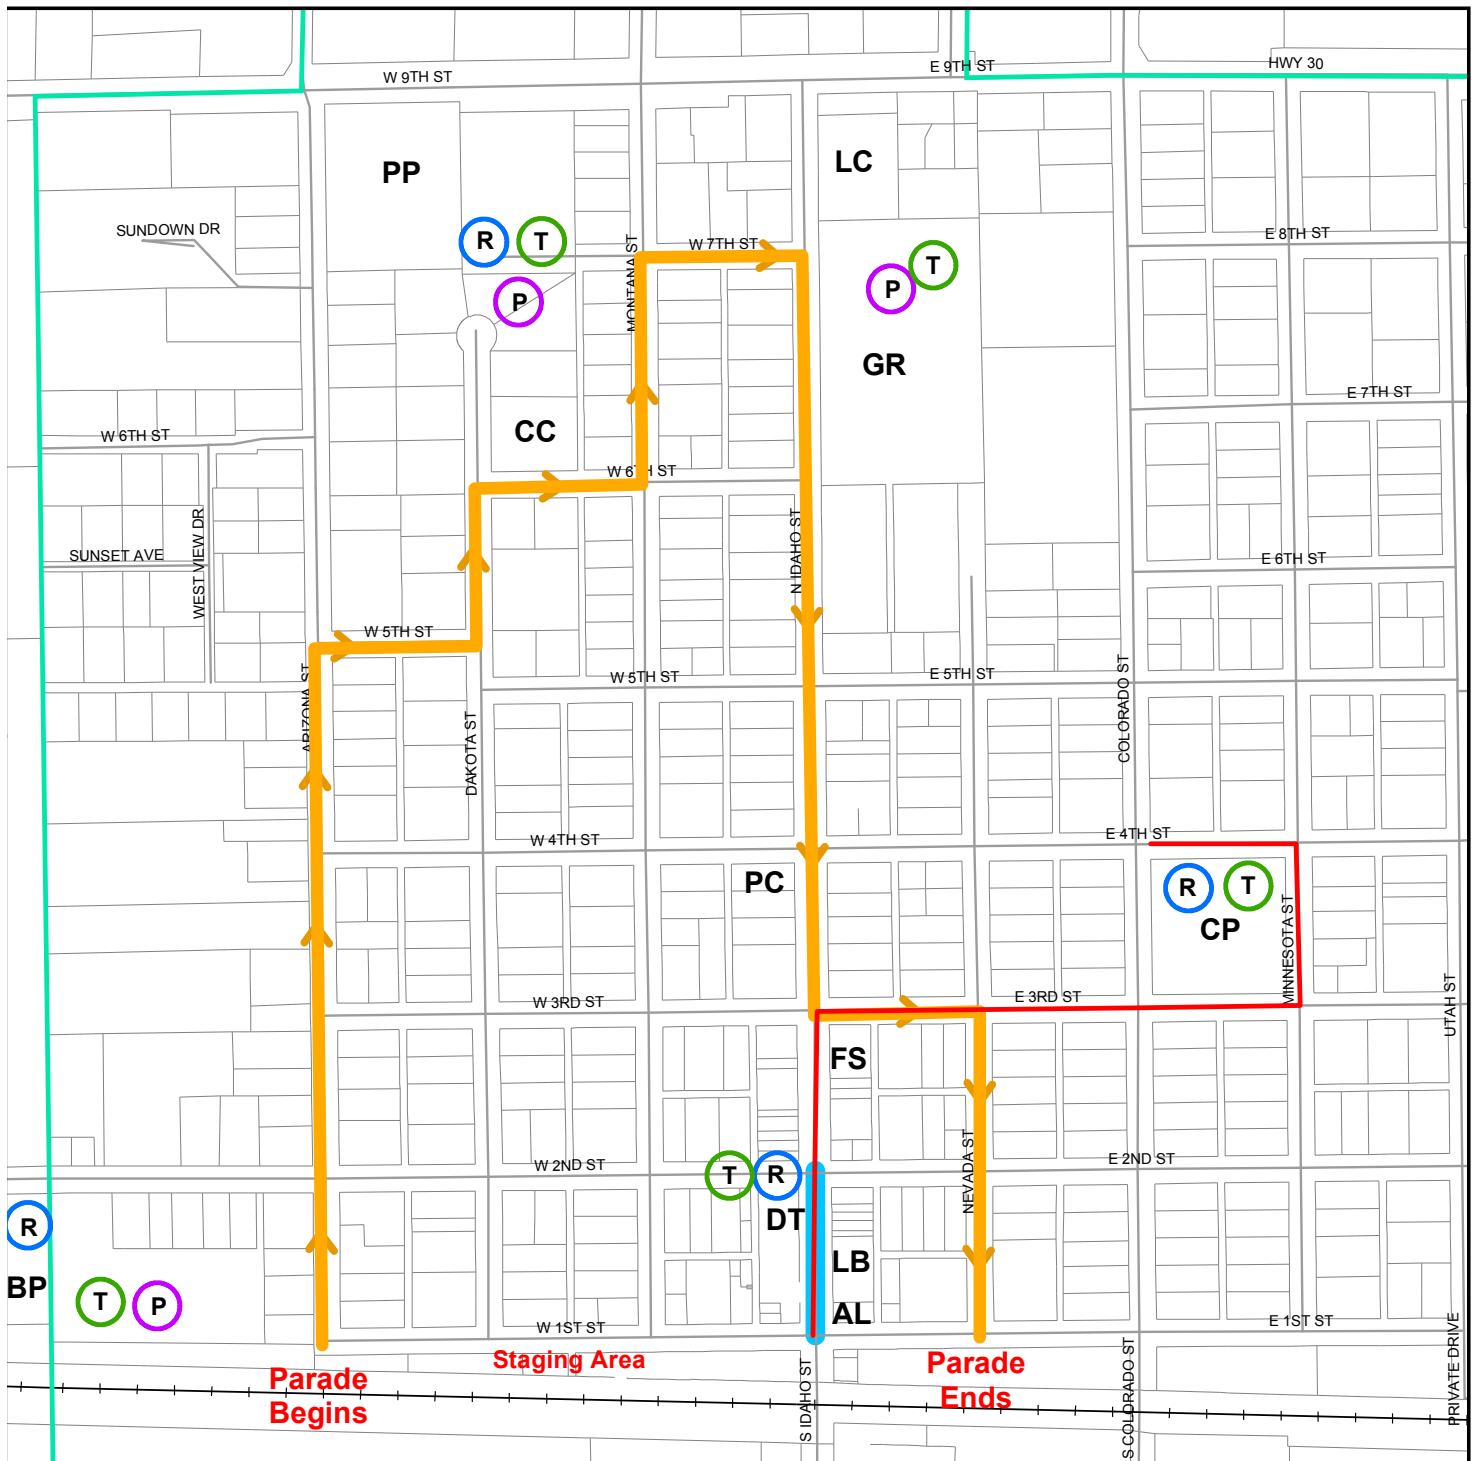 W 9TH ST
E 9TH ST
HWY 30
PP
LC
SUNDOWN DR
R
T
MONTANA ST
W 7TH ST
E 8TH ST
T
P
P
GR
E 7TH ST
CC
W 6TH ST
W 6TH ST
WEST VIEW DR
N IDAHO ST
SUNSET AVE
E 6TH ST
W 5TH ST
ARIZONA ST
W 5TH ST
E 5TH ST
COLORADO ST
DAKOTA ST
W 4TH ST
E 4TH ST
PC
R
T
CP
MINNESOTA ST
W 3RD ST
E 3RD ST
UTAH ST
FS
NEVADA ST
W 2ND ST
E 2ND ST
T
R
DT
R
BP
T
P
LB
AL
W 1ST ST
E 1ST ST
Staging Area
Parade
Begins
Parade
Ends
S IDAHO ST
S COLORADO ST
PRIVATE DRIVE